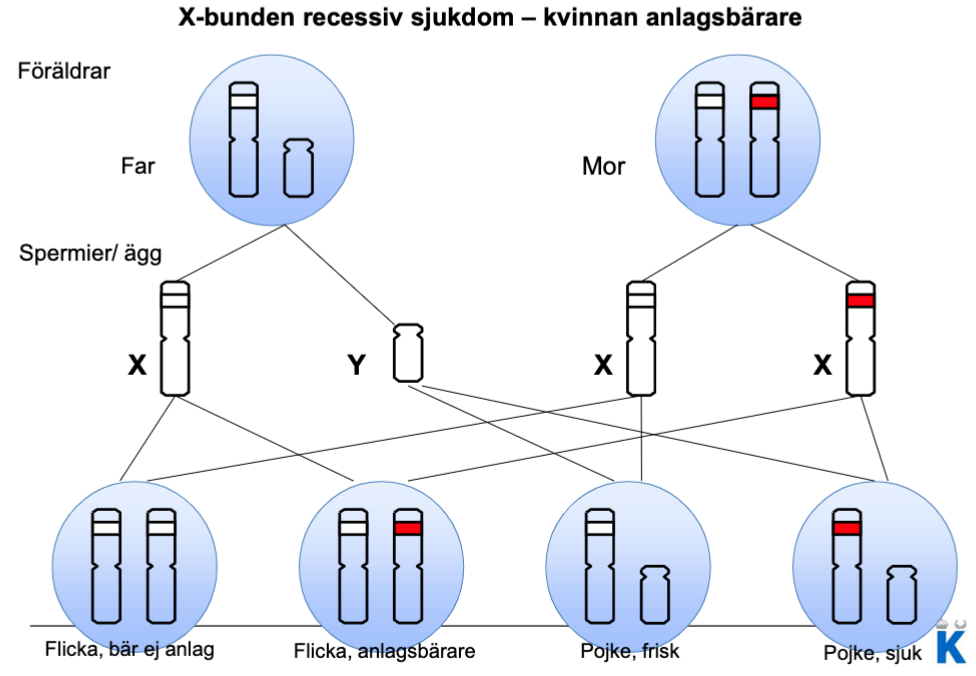 X-bunden recessiv sjukdom – kvinnan anlagsbärare
Föräldrar
Far
Mor
Spermier/ ägg
X
Y
X
X
Flicka, bär ej anlag
Flicka, anlagsbärare
Pojke, frisk
Pojke, sjuk
K